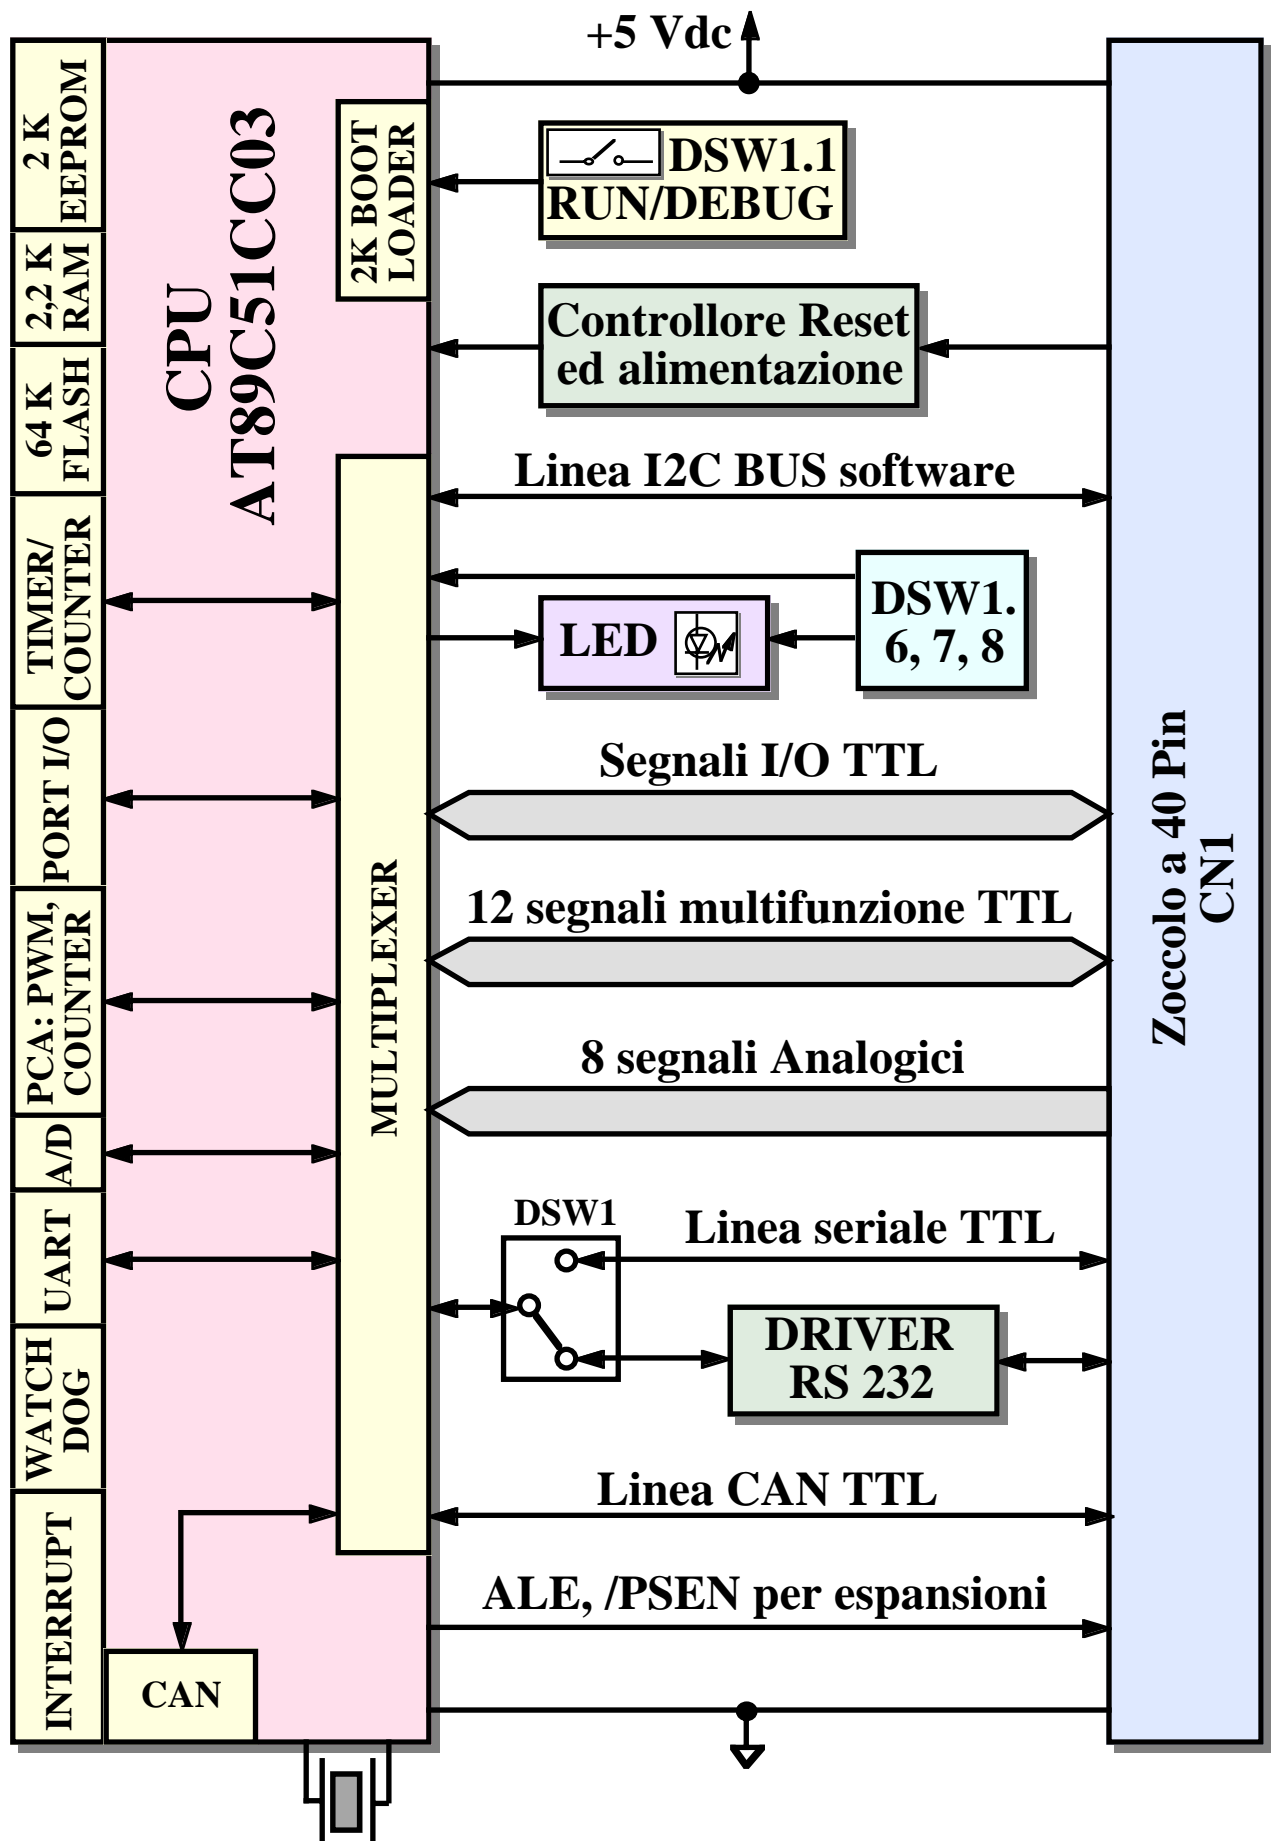 +5 Vdc
2 K
EEPROM
2,2 K
RAM
64 K
FLASH
TIMER/
COUNTER
PORT I/O
PCA: PWM,
COUNTER
A/D
UART
WATCH
DOG
INTERRUPT
CPU
AT89C51CC03
2K BOOT
LOADER
MULTIPLEXER
CAN
DSW1.1
RUN/DEBUG
Controllore Reset
ed alimentazione
Linea I2C BUS software
DSW1.
6, 7, 8
LED
Segnali I/O TTL
12 segnali multifunzione TTL
8 segnali Analogici
DSW1
Linea seriale TTL
DRIVER
RS 232
Linea CAN TTL
ALE, /PSEN per espansioni
Zoccolo a 40 Pin
CN1